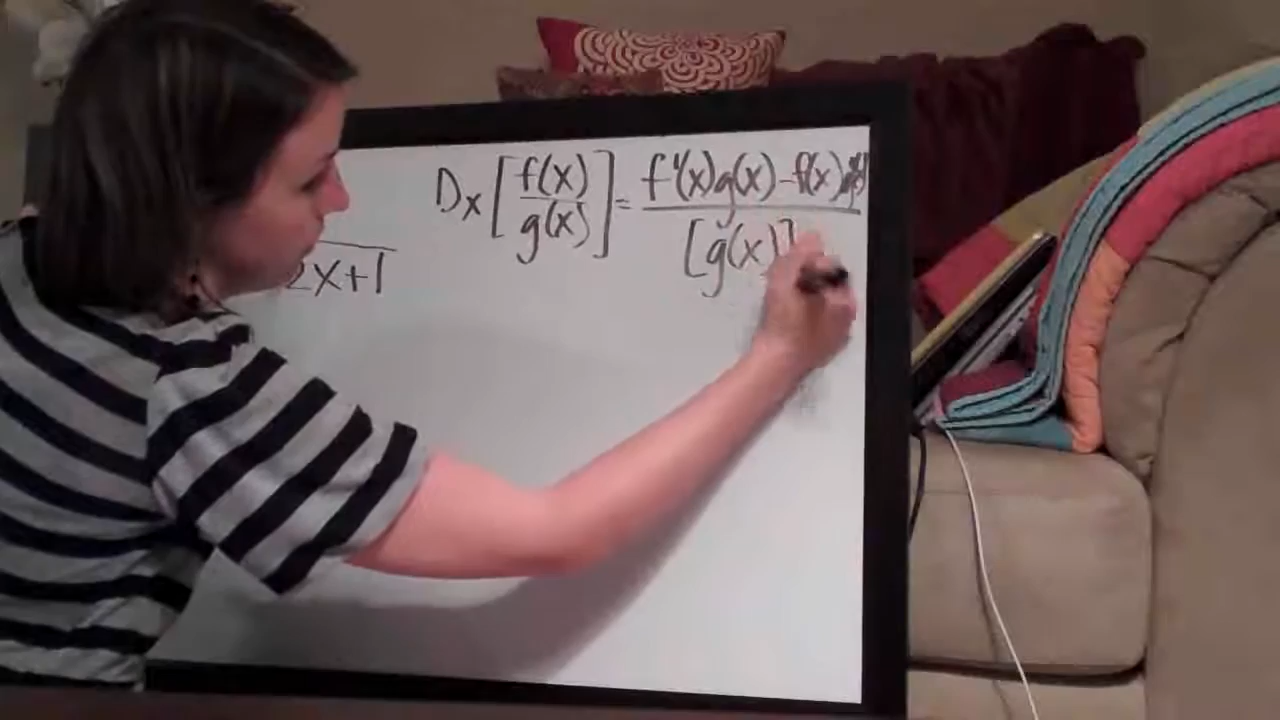 Dx [f(x)/g(x)] = f'(x)g(x) - f(x)g'(x)
[g(x)]
2x+1